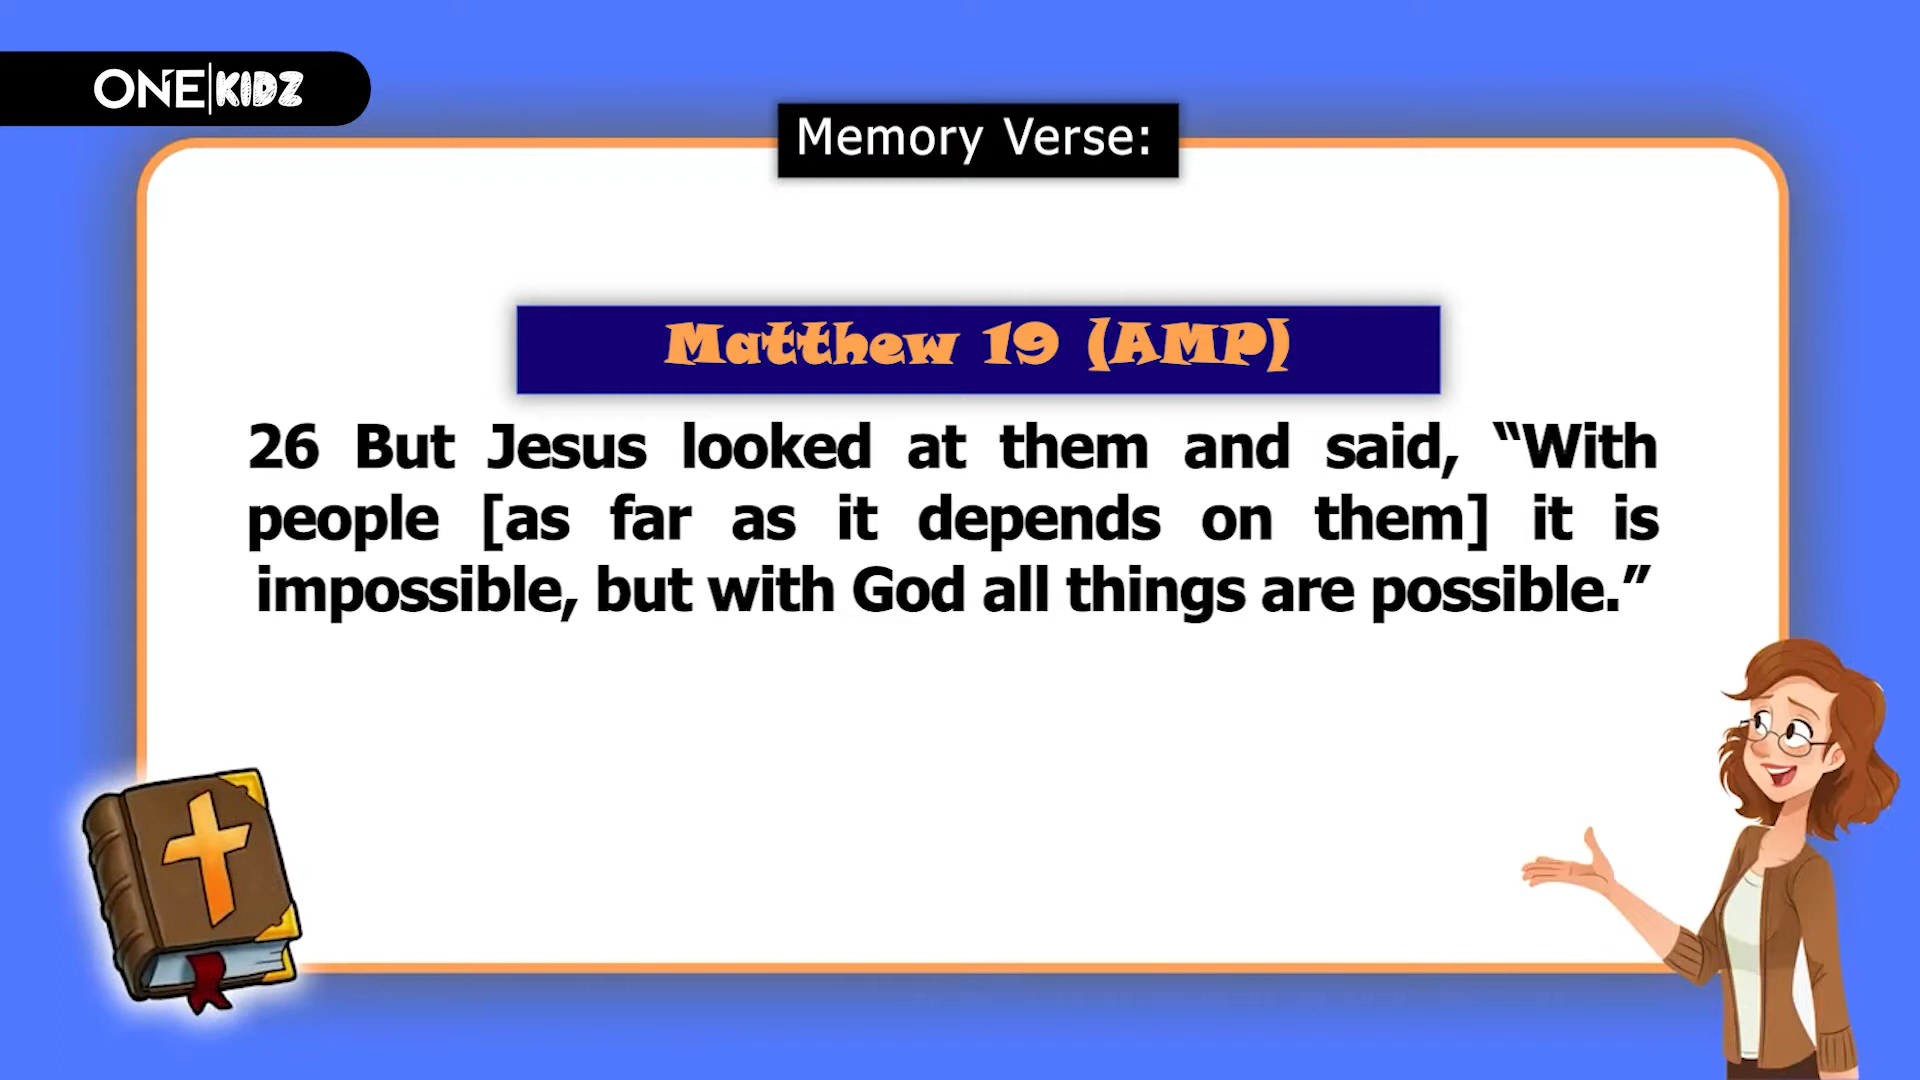 ONE|KIDZ
Memory Verse:
Matthew 19 (AMP)
26 But Jesus looked at them and said, “With
people [as far as it depends on them] it is
impossible, but with God all things are possible.”